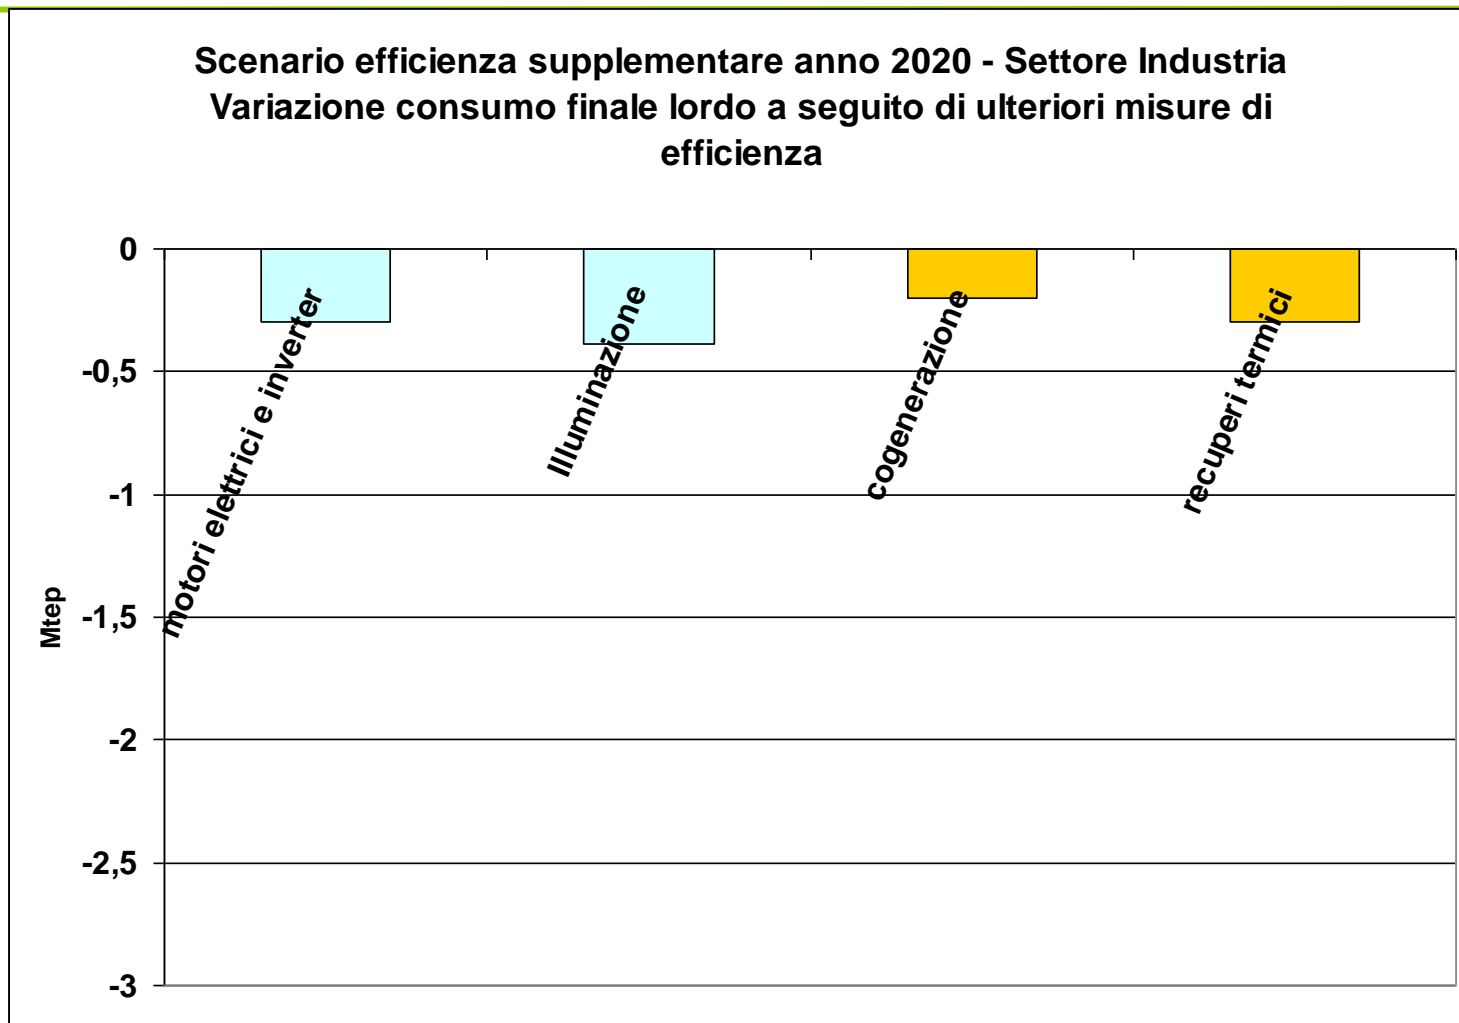 Scenario efficienza supplementare anno 2020 - Settore Industria
Variazione consumo finale lordo a seguito di ulteriori misure di
efficienza
0
-0,5
-1
-1,5
-2
-2,5
-3
Mtep
motori elettrici e inverter
Illuminazione
cogenerazione
recuperi termici